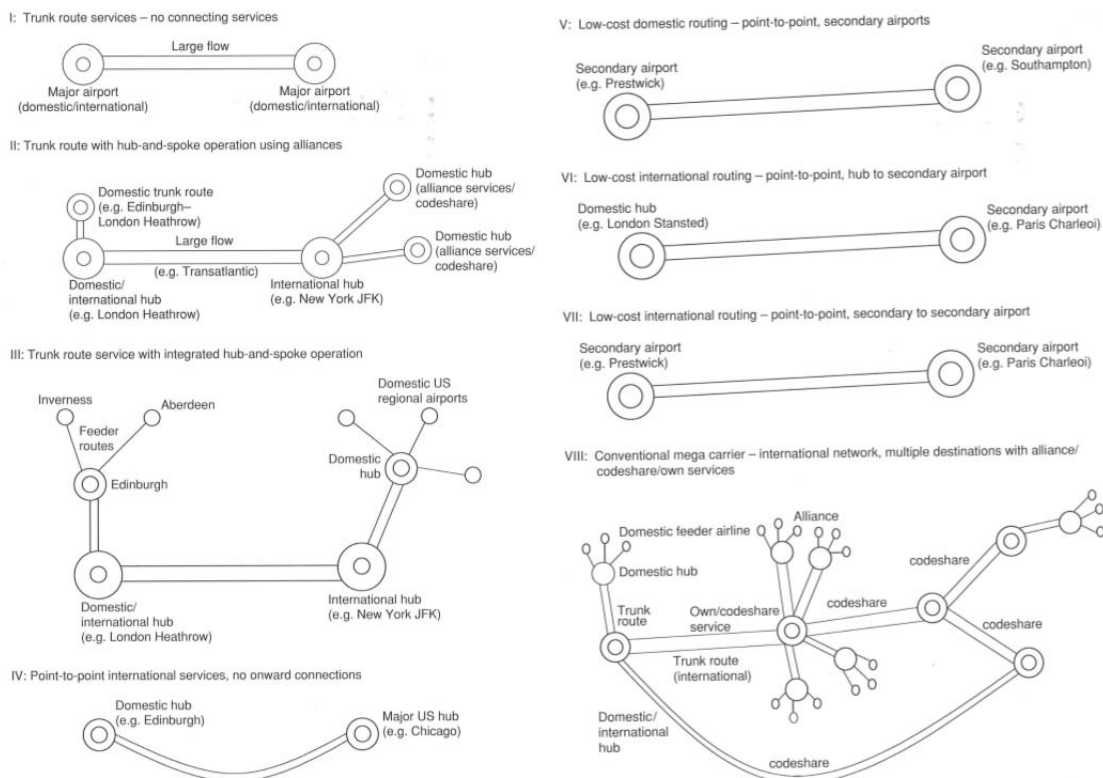 I: Trunk route services – no connecting services
Large flow
Major airport
(domestic/international)
Major airport
(domestic/international)
II: Trunk route with hub-and-spoke operation using alliances
Domestic trunk route
(e.g. Edinburgh–
London Heathrow)
Domestic hub
(alliance services/
codeshare)
Large flow
(e.g. Transatlantic)
Domestic hub
(alliance services/
codeshare)
Domestic/
international hub
(e.g. London Heathrow)
International hub
(e.g. New York JFK)
III: Trunk route service with integrated hub-and-spoke operation
Inverness
Aberdeen
Feeder
routes
Edinburgh
Domestic US
regional airports
Domestic
hub
Domestic/
international hub
(e.g. London Heathrow)
International hub
(e.g. New York JFK)
IV: Point-to-point international services, no onward connections
Domestic hub
(e.g. Edinburgh)
Major US hub
(e.g. Chicago)
V: Low-cost domestic routing – point-to-point, secondary airports
Secondary airport
(e.g. Prestwick)
Secondary airport
(e.g. Southampton)
VI: Low-cost international routing – point-to-point, hub to secondary airport
Domestic hub
(e.g. London Stansted)
Secondary airport
(e.g. Paris Charleoi)
VII: Low-cost international routing – point-to-point, secondary to secondary airport
Secondary airport
(e.g. Prestwick)
Secondary airport
(e.g. Paris Charleoi)
VIII: Conventional mega carrier – international network, multiple destinations with alliance/
codeshare/own services
Domestic feeder airline
Alliance
Domestic hub
codeshare
Trunk
route
Own/codeshare
service
codeshare
codeshare
Trunk route
(international)
Domestic/
international
hub
codeshare